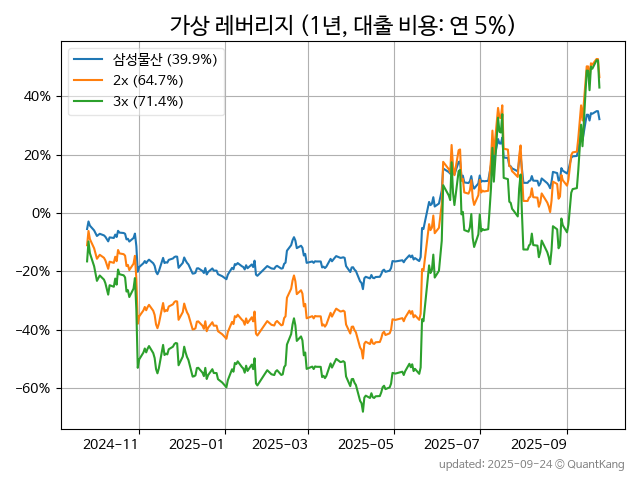 가상 레버리지 (1년, 대출 비용: 연 5%)
삼성물산 (39.9%)
2x (64.7%)
3x (71.4%)
40%
20%
0%
−20%
−40%
−60%
2024-11 2025-01 2025-03 2025-05 2025-07 2025-09
updated: 2025-09-24 © QuantKang